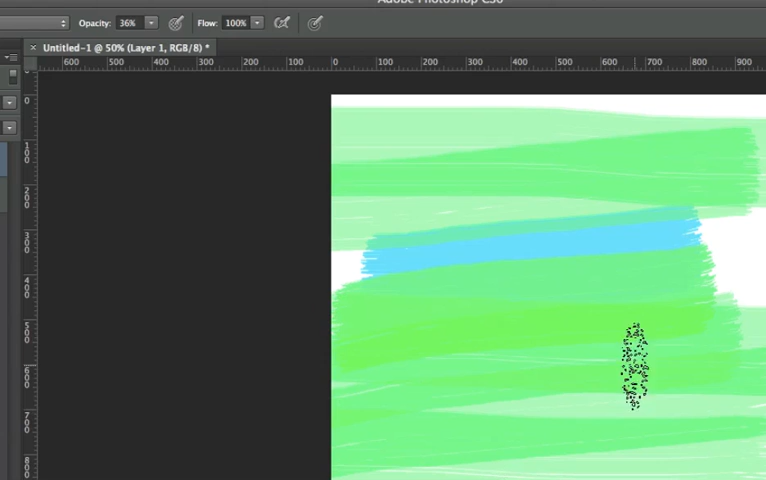 Adobe Photoshop CS6
Opacity: 36% Flow: 100%
× Untitled-1 @ 50% (Layer 1, RGB/8) *
600 500 400 300 200 100 0 100 200 300 400 500 600 700 800 900
0
100
200
300
400
500
600
700
800